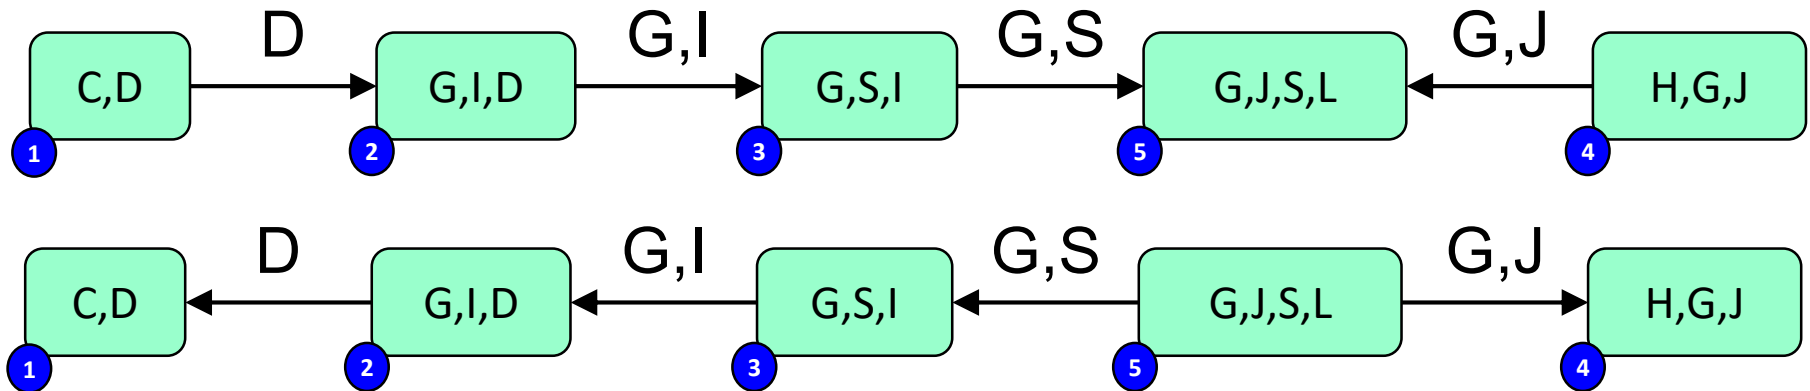 D G,I G,S G,J
C,D G,I,D G,S,I G,J,S,L H,G,J
1 2 3 5 4
D G,I G,S G,J
C,D G,I,D G,S,I G,J,S,L H,G,J
1 2 3 5 4